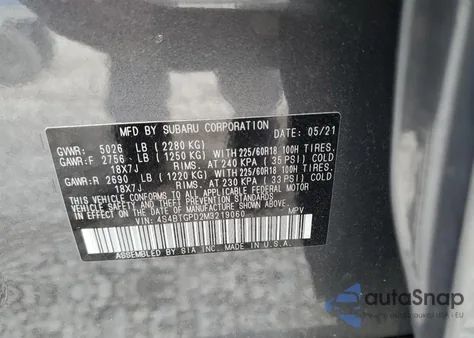 MFD BY SUBARU CORPORATION DATE: 05/21
GVWR: 5026 LB (2280 KG)
GAWR:F 2756 LB (1250 KG) WITH 225/60R18 100H TIRES,
18X7J RIMS, AT 240 KPA (35 PSI) COLD
GAWR:R 2690 LB (1220 KG) WITH 225/60R18 100H TIRES,
18X7J RIMS, AT 230 KPA (33 PSI) COLD
THIS VEHICLE CONFORMS TO ALL APPLICABLE FEDERAL MOTOR
VEHICLE SAFETY AND BUMPER STANDARDS
IN EFFECT ON THE DATE OF
MANUFACTURE SHOWN ABOVE.
VIN: 4S4BTGPD2M3219060 MPV
ASSEMBLED BY SIA INC. MADE IN U.S.A.
autoSnap